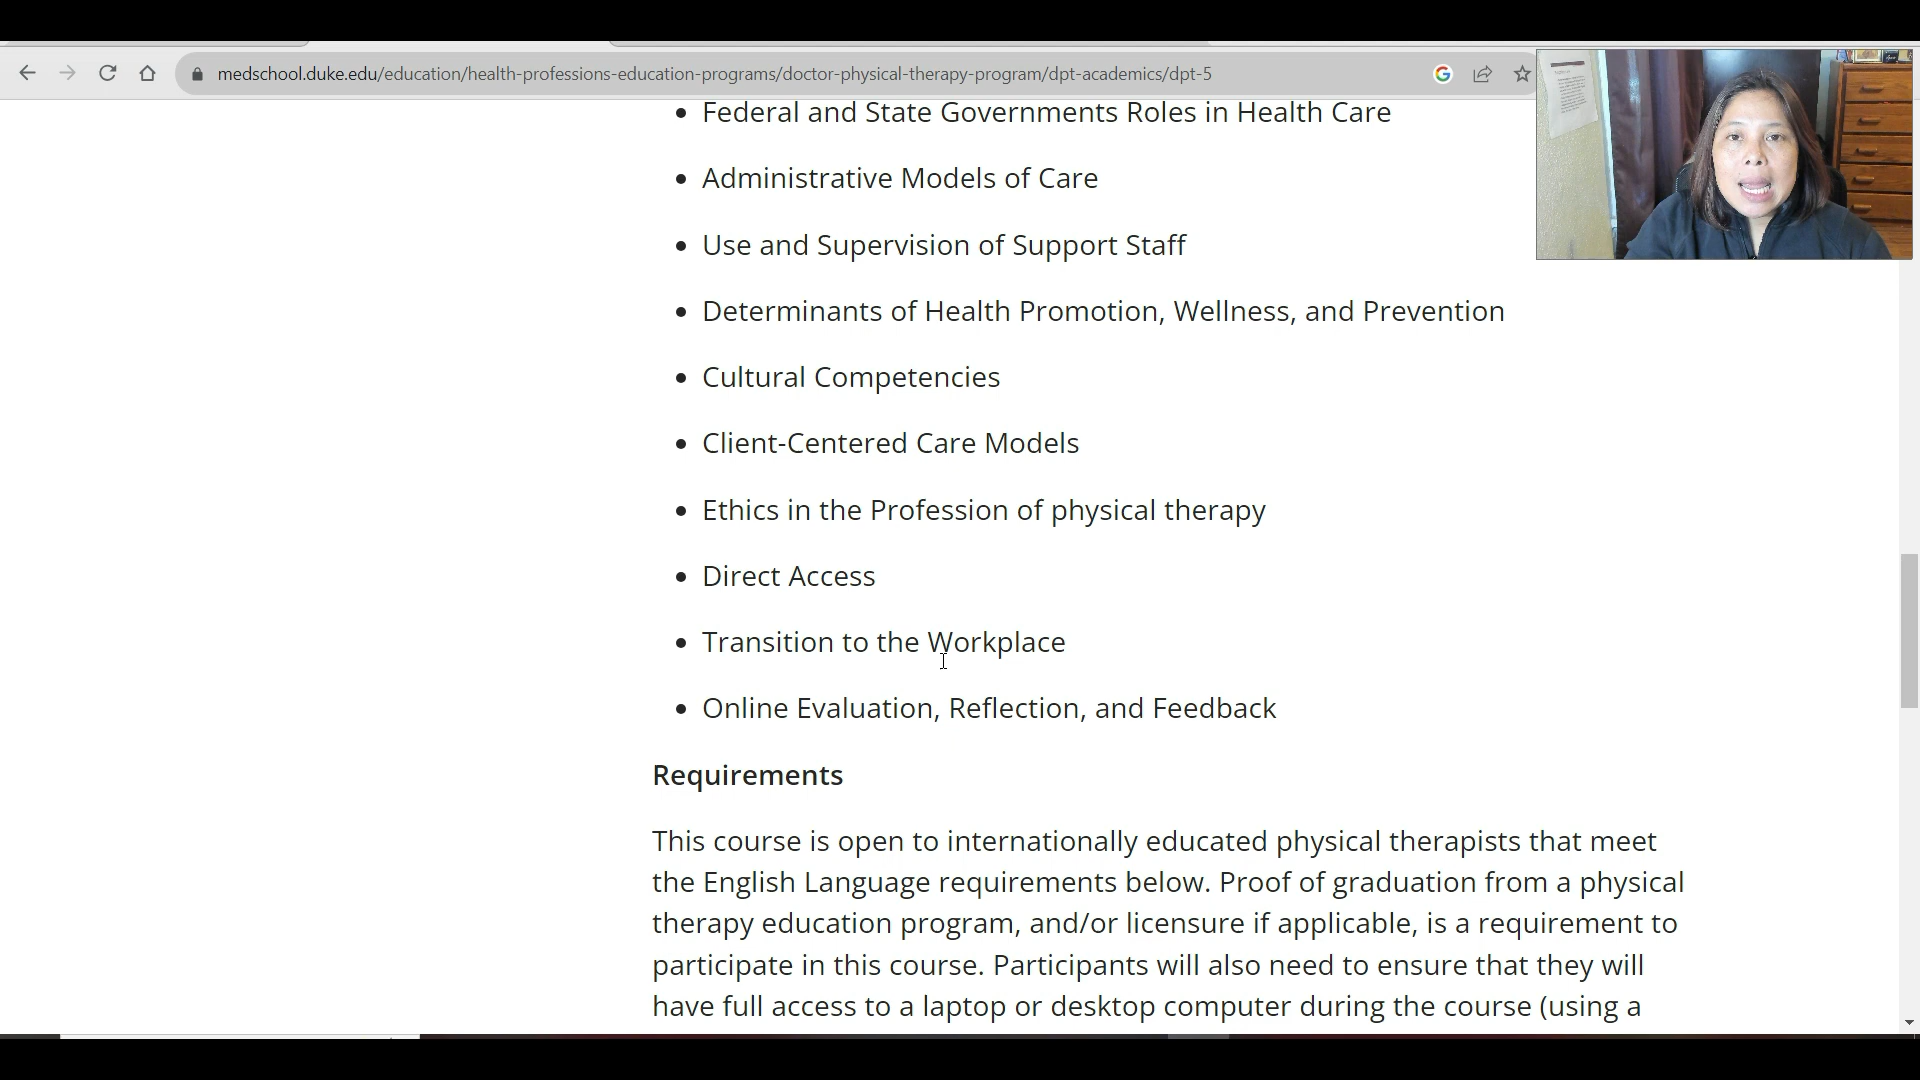 medschool.duke.edu/education/health-professions-education-programs/doctor-physical-therapy-program/dpt-academics/dpt-5
Federal and State Governments Roles in Health Care
Administrative Models of Care
Use and Supervision of Support Staff
Determinants of Health Promotion, Wellness, and Prevention
Cultural Competencies
Client-Centered Care Models
Ethics in the Profession of physical therapy
Direct Access
Transition to the Workplace
Online Evaluation, Reflection, and Feedback
Requirements
This course is open to internationally educated physical therapists that meet
the English Language requirements below. Proof of graduation from a physical
therapy education program, and/or licensure if applicable, is a requirement to
participate in this course. Participants will also need to ensure that they will
have full access to a laptop or desktop computer during the course (using a